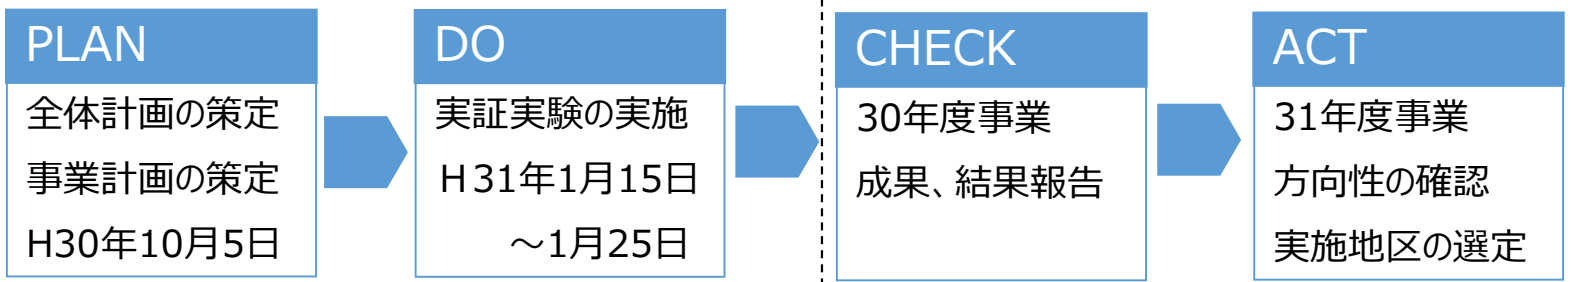 PLAN
全体計画の策定
事業計画の策定
H30年10月5日
DO
実証実験の実施
Ｈ31年1月15日
～1月25日
CHECK
30年度事業
成果、結果報告
ACT
31年度事業
方向性の確認
実施地区の選定